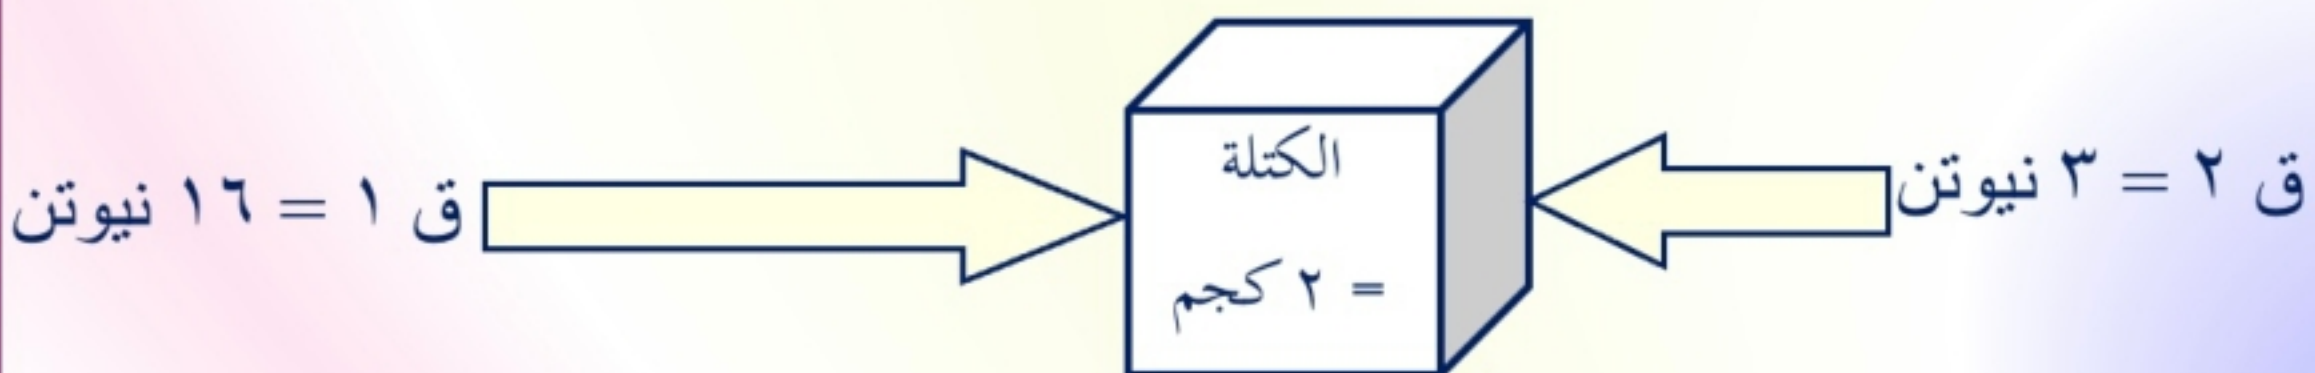 ق ٢ = ٣ نيوتن
الكتلة
= ٢ كجم
ق ١ = ١٦ نيوتن